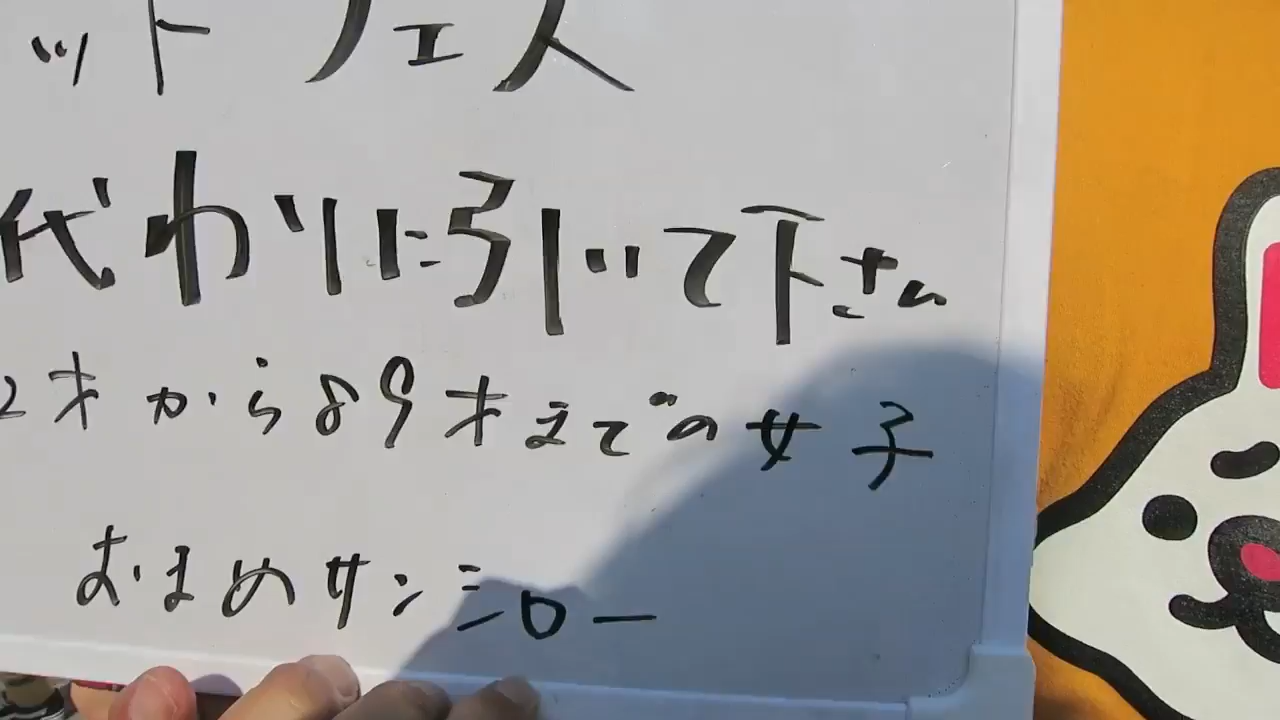 ット フェス
代わりに引いて下さい
2才から89才までの女子
おまめサンシロー